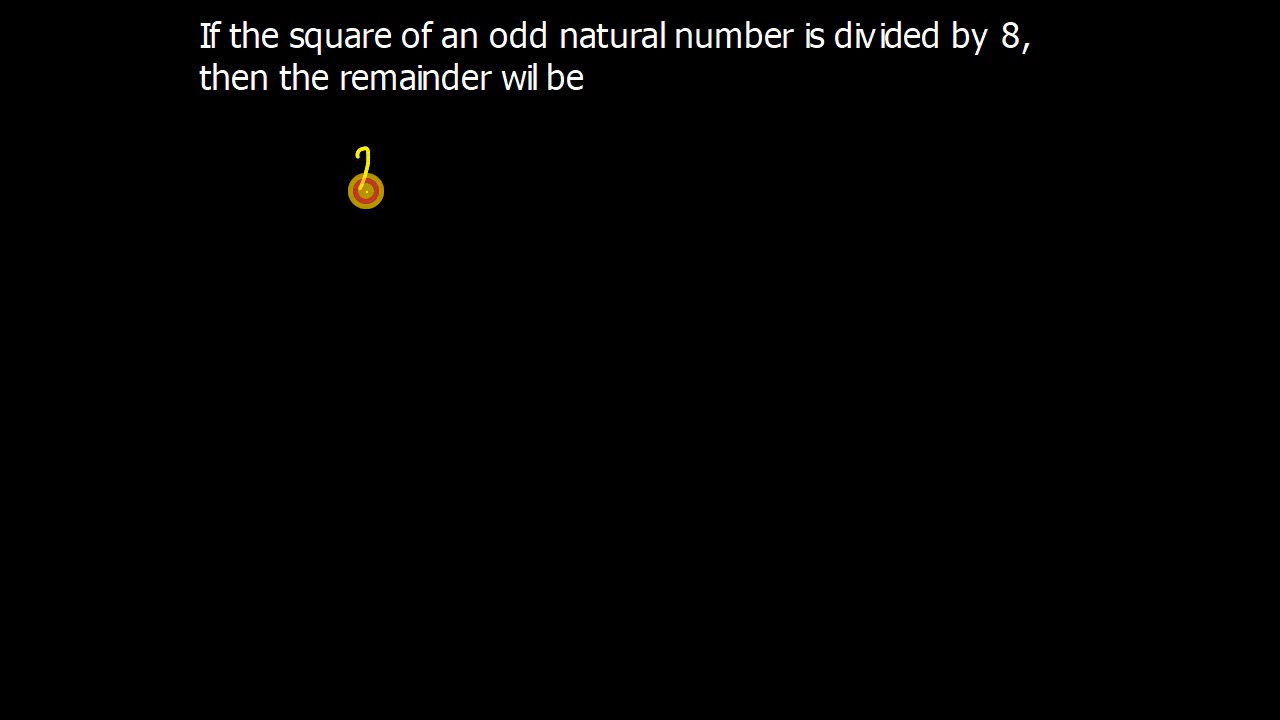 If the square of an odd natural number is divided by 8,
then the remainder wil be